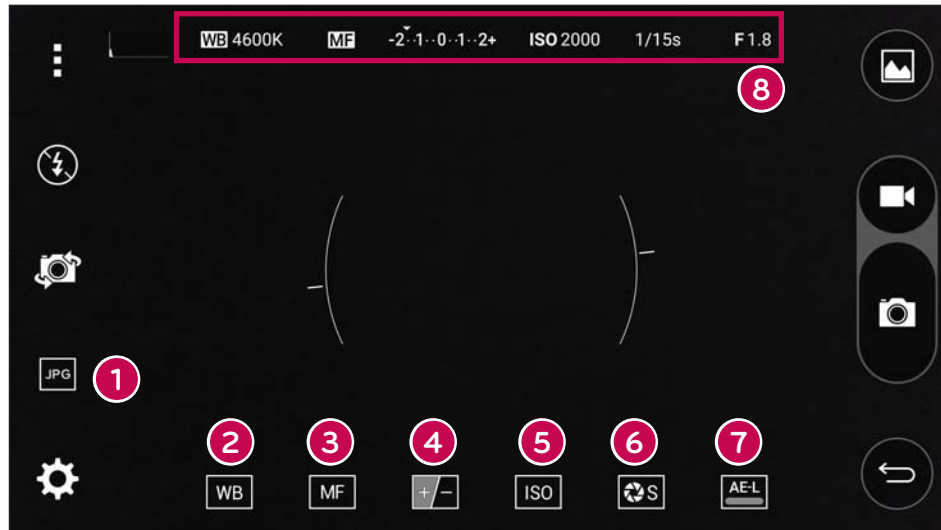 WB 4600K MF -2··1··0··1··2+ ISO 2000 1/15s F 1.8
8
JPG 1
2 3 4 5 6 7
WB MF +/- ISO S AE-L